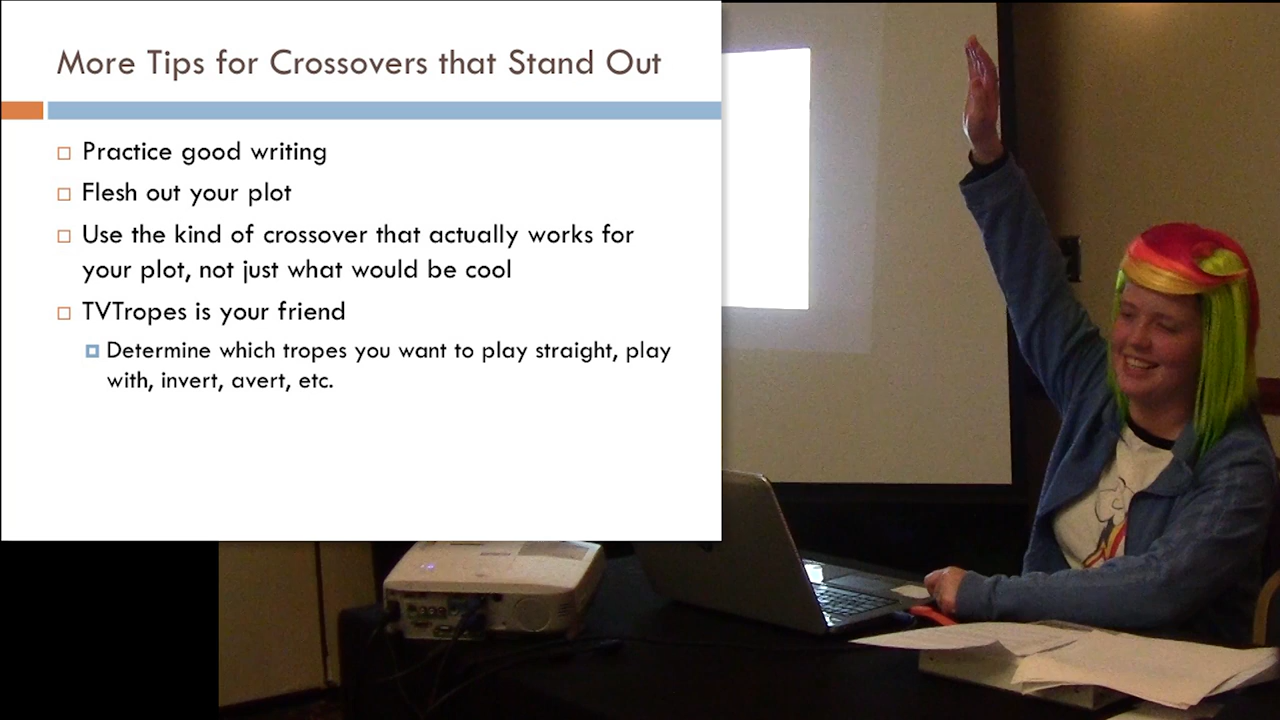 More Tips for Crossovers that Stand Out
Practice good writing
Flesh out your plot
Use the kind of crossover that actually works for
your plot, not just what would be cool
TVTropes is your friend
Determine which tropes you want to play straight, play
with, invert, avert, etc.